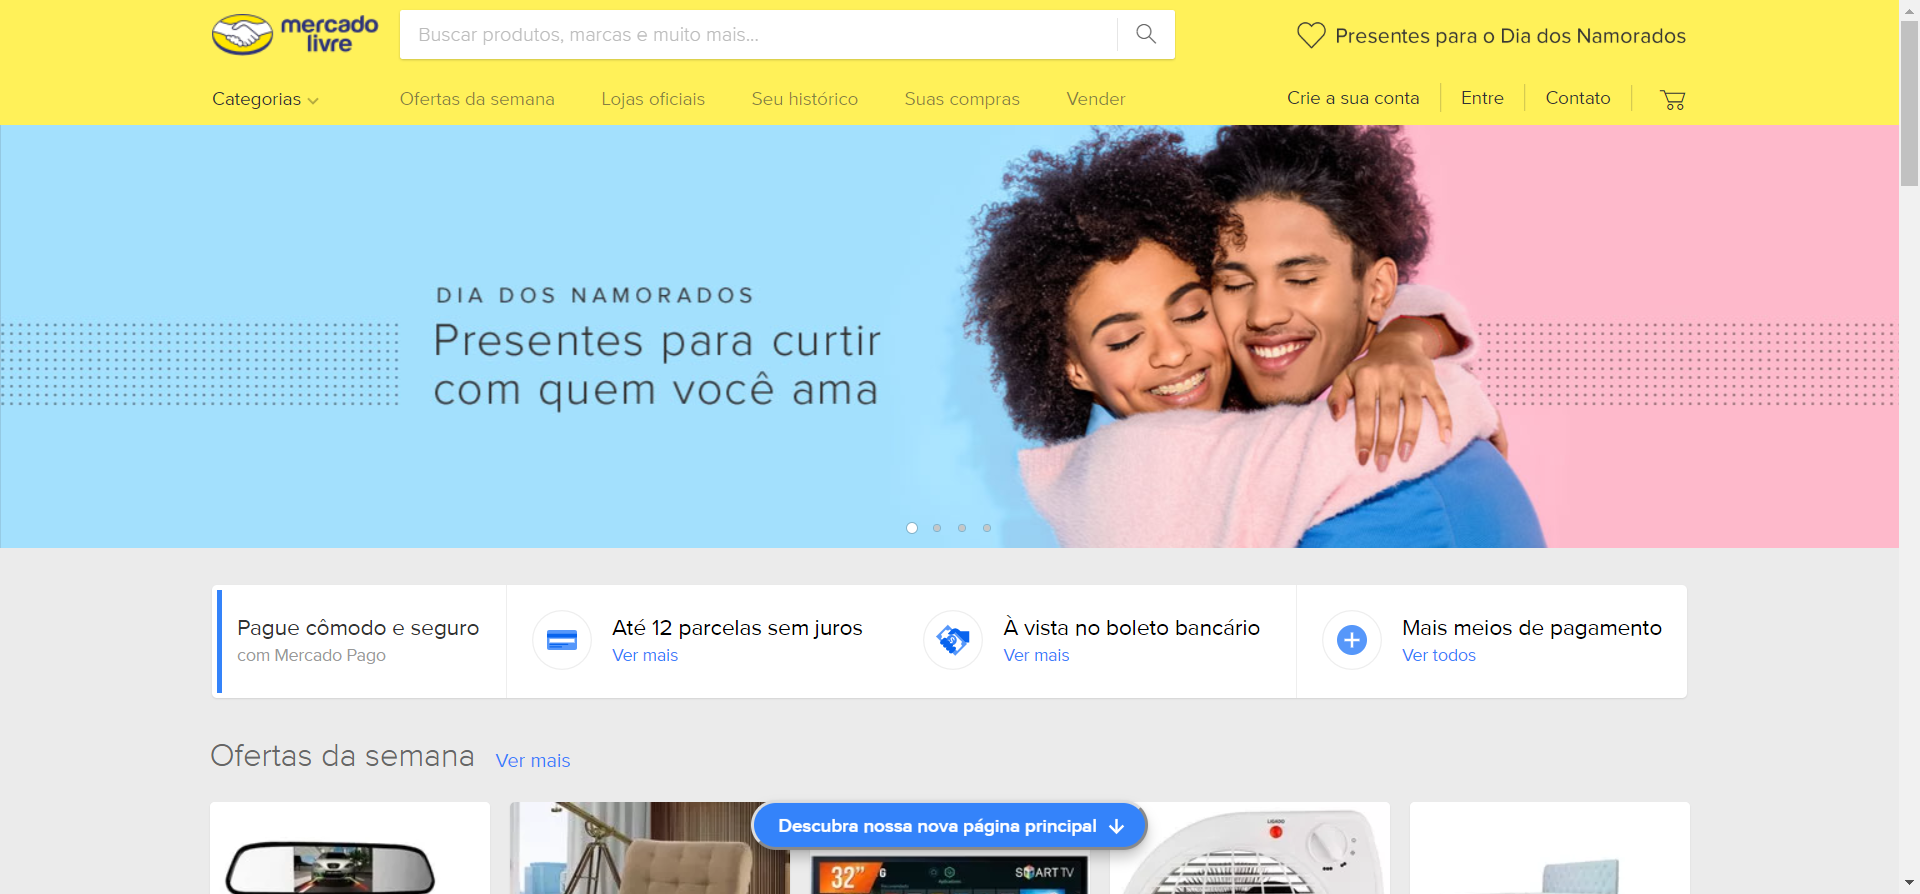 mercado
livre
Buscar produtos, marcas e muito mais...
Presentes para o Dia dos Namorados
Categorias
Ofertas da semana
Lojas oficiais
Seu histórico
Suas compras
Vender
Crie a sua conta
Entre
Contato
DIA DOS NAMORADOS
Presentes para curtir
com quem você ama
Pague cômodo e seguro
com Mercado Pago
Até 12 parcelas sem juros
Ver mais
À vista no boleto bancário
Ver mais
Mais meios de pagamento
Ver todos
Ofertas da semana
Ver mais
Descubra nossa nova página principal
LIGADO
32"
G
SMART TV